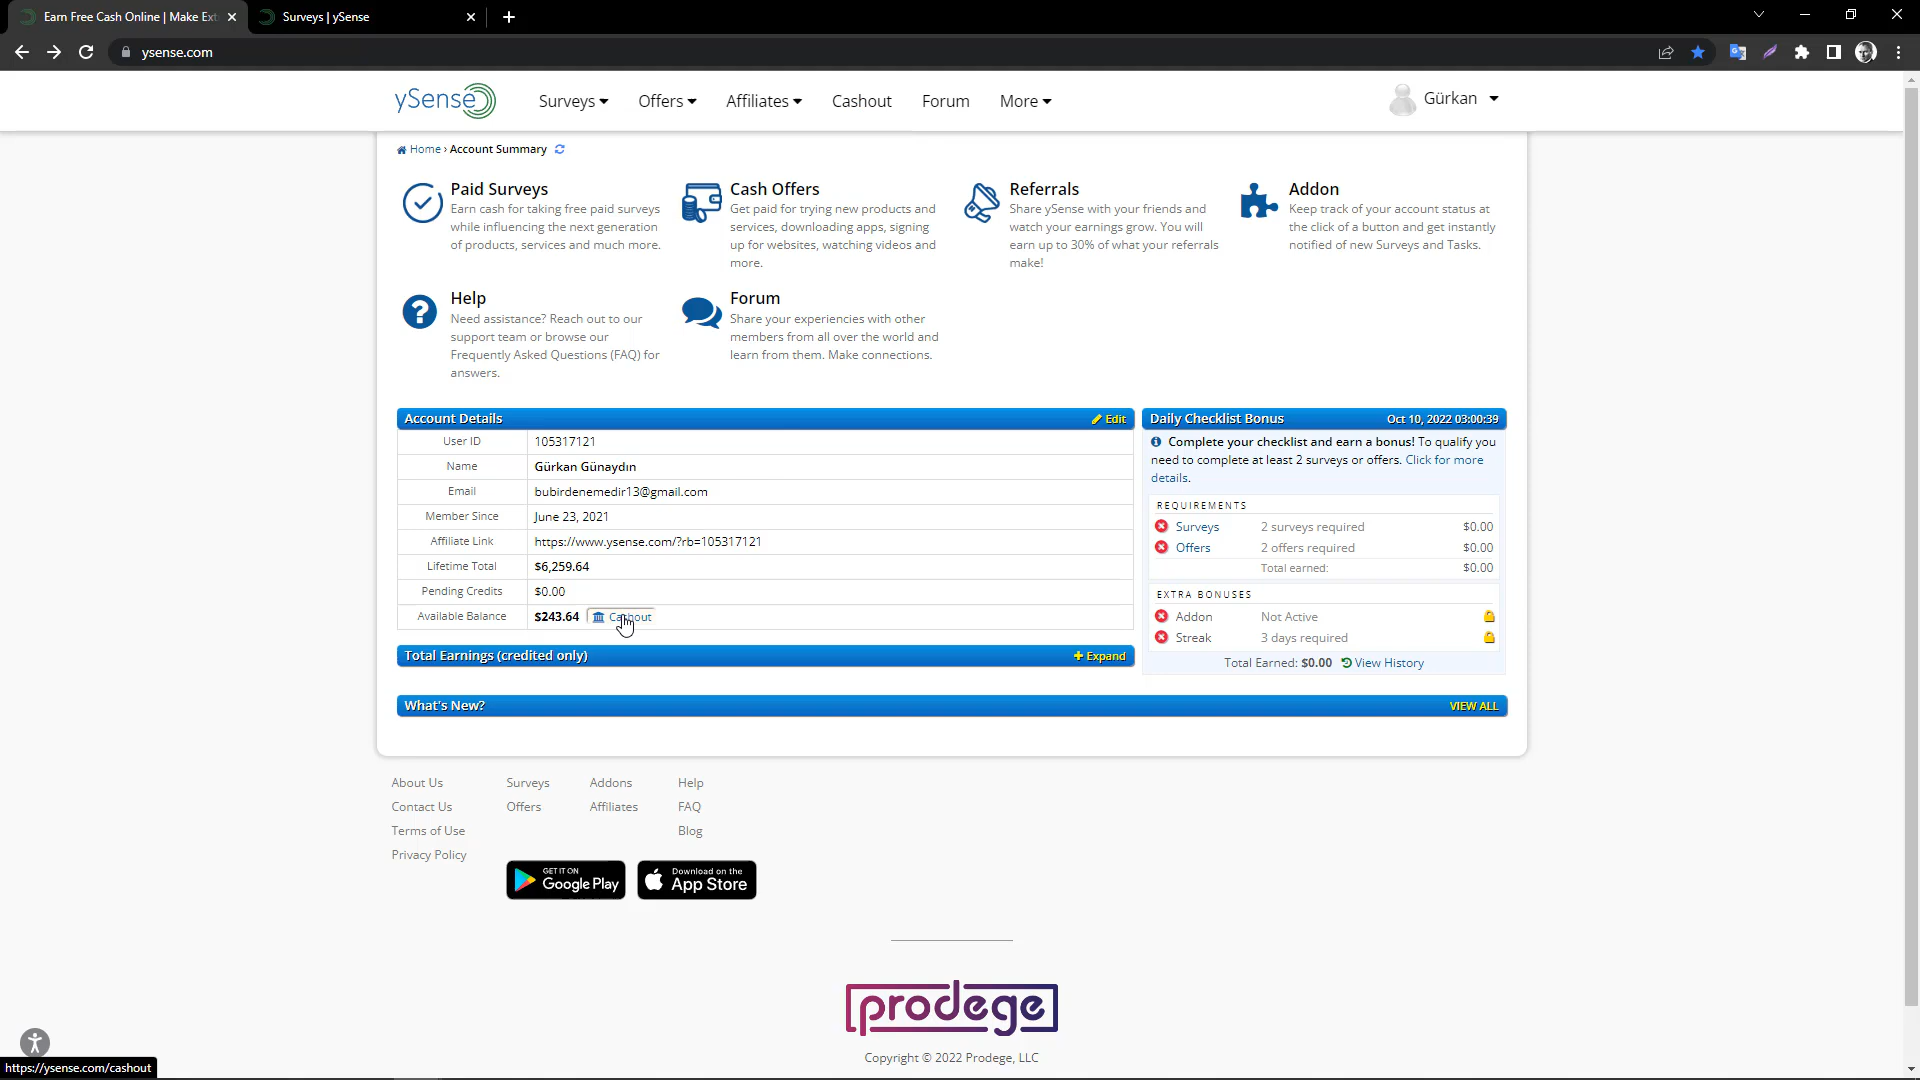 Earn Free Cash Online | Make Ext
Surveys | ySense
ysense.com
ySense
Surveys
Offers
Affiliates
Cashout
Forum
More
Gürkan
Home › Account Summary
Paid Surveys
Earn cash for taking free paid surveys
while influencing the next generation
of products, services and much more.
Cash Offers
Get paid for trying new products and
services, downloading apps, signing
up for websites, watching videos and
more.
Referrals
Share ySense with your friends and
watch your earnings grow. You will
earn up to 30% of what your referrals
make!
Addon
Keep track of your account status at
the click of a button and get instantly
notified of new Surveys and Tasks.
Help
Need assistance? Reach out to our
support team or browse our
Frequently Asked Questions (FAQ) for
answers.
Forum
Share your experiences with other
members from all over the world and
learn from them. Make connections.
Account Details
Edit
User ID 105317121
Name Gürkan Günaydın
Email bubirdenemedir13@gmail.com
Member Since June 23, 2021
Affiliate Link https://www.ysense.com/?rb=105317121
Lifetime Total $6,259.64
Pending Credits $0.00
Available Balance $243.64 Cashout
Total Earnings (credited only)
Expand
Daily Checklist Bonus Oct 10, 2022 03:00:39
Complete your checklist and earn a bonus! To qualify you
need to complete at least 2 surveys or offers. Click for more
details.
REQUIREMENTS
Surveys 2 surveys required $0.00
Offers 2 offers required $0.00
Total earned: $0.00
EXTRA BONUSES
Addon Not Active
Streak 3 days required
Total Earned: $0.00 View History
What's New?
VIEW ALL
About Us
Contact Us
Terms of Use
Privacy Policy
Surveys
Offers
Addons
Affiliates
Help
FAQ
Blog
GET IT ON
Google Play
Download on the
App Store
prodege
Copyright © 2022 Prodege, LLC
https://ysense.com/cashout